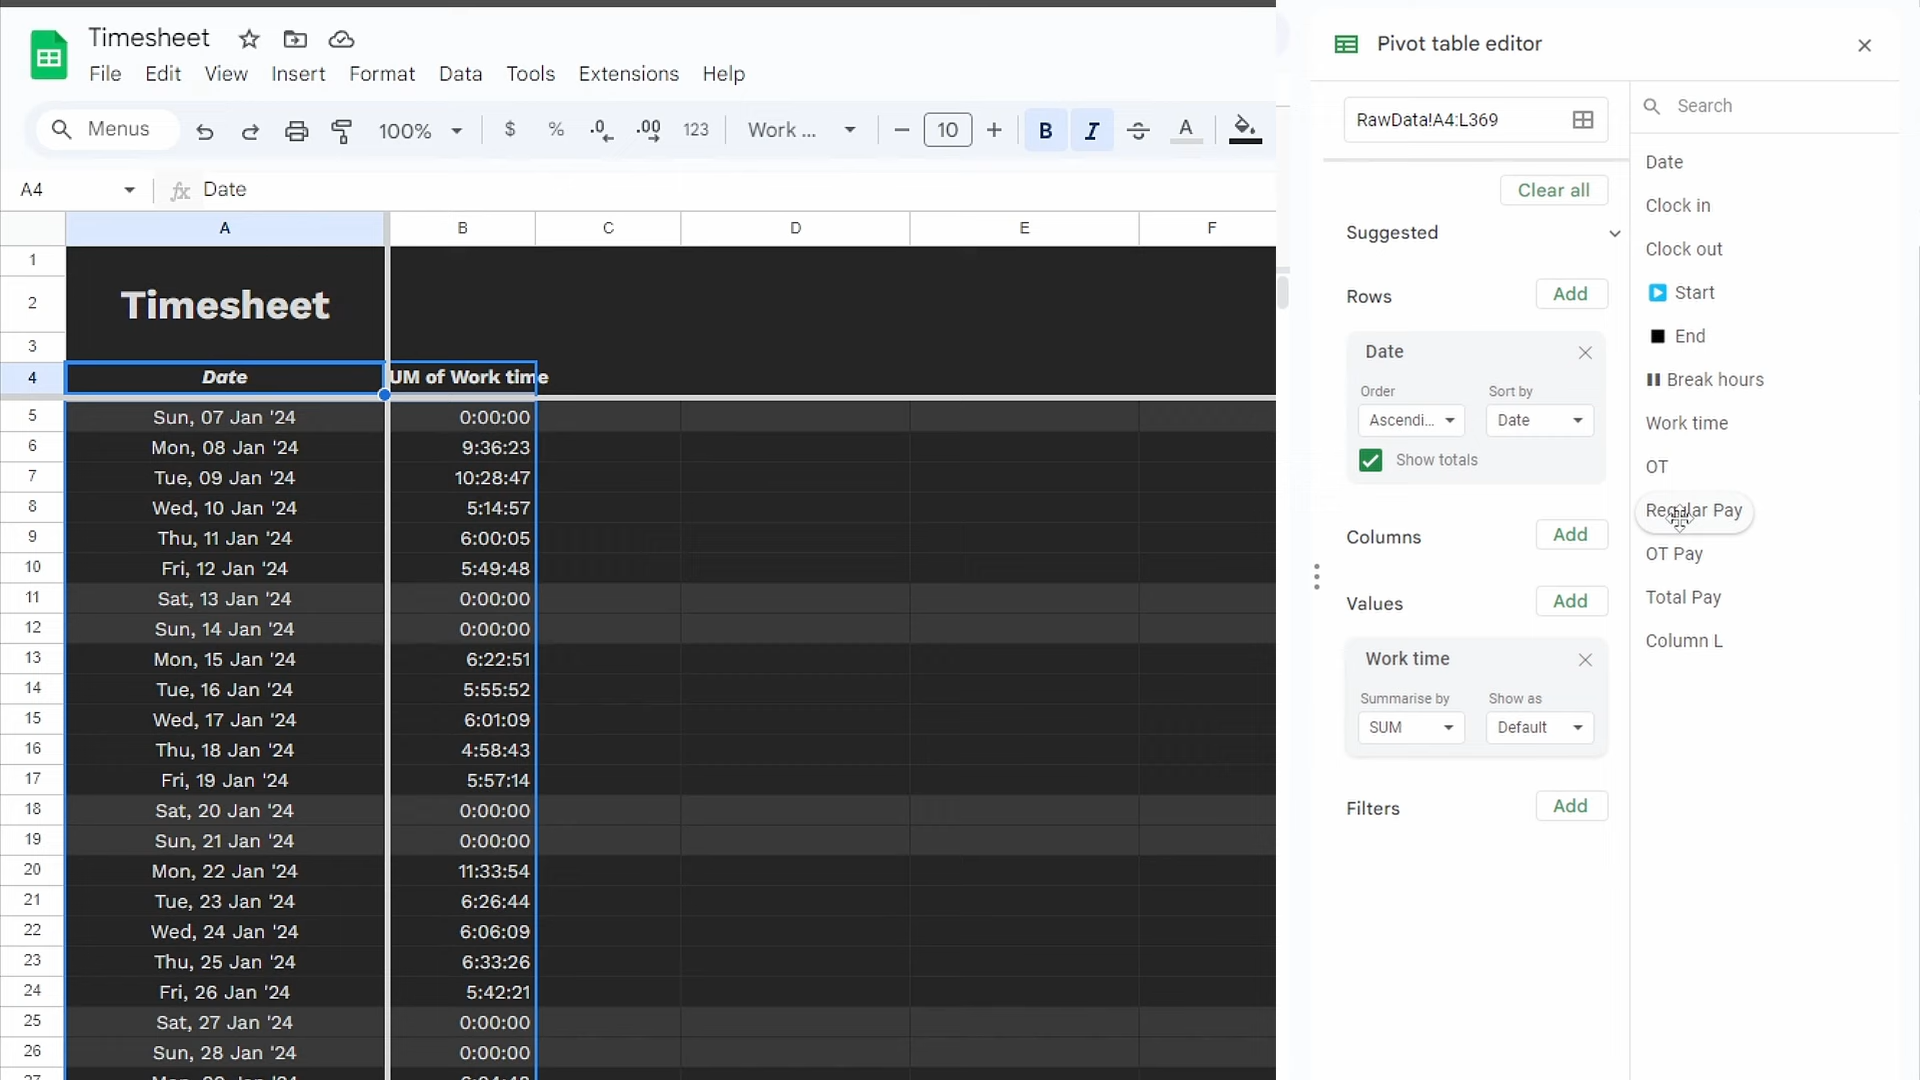 Timesheet
File Edit View Insert Format Data Tools Extensions Help
Menus 100% $ % .0 .00 123 Work ... 10 B I S A
A4 fx Date
A B C D E F
1
2 Timesheet
3
4 Date UM of Work time
5 Sun, 07 Jan '24 0:00:00
6 Mon, 08 Jan '24 9:36:23
7 Tue, 09 Jan '24 10:28:47
8 Wed, 10 Jan '24 5:14:57
9 Thu, 11 Jan '24 6:00:05
10 Fri, 12 Jan '24 5:49:48
11 Sat, 13 Jan '24 0:00:00
12 Sun, 14 Jan '24 0:00:00
13 Mon, 15 Jan '24 6:22:51
14 Tue, 16 Jan '24 5:55:52
15 Wed, 17 Jan '24 6:01:09
16 Thu, 18 Jan '24 4:58:43
17 Fri, 19 Jan '24 5:57:14
18 Sat, 20 Jan '24 0:00:00
19 Sun, 21 Jan '24 0:00:00
20 Mon, 22 Jan '24 11:33:54
21 Tue, 23 Jan '24 6:26:44
22 Wed, 24 Jan '24 6:06:09
23 Thu, 25 Jan '24 6:33:26
24 Fri, 26 Jan '24 5:42:21
25 Sat, 27 Jan '24 0:00:00
26 Sun, 28 Jan '24 0:00:00
Pivot table editor
RawData!A4:L369
Clear all
Suggested
Rows Add
Date
Order Sort by
Ascendi... Date
Show totals
Columns Add
Values Add
Work time
Summarise by Show as
SUM Default
Filters Add
Search
Date
Clock in
Clock out
Start
End
Break hours
Work time
OT
Regular Pay
OT Pay
Total Pay
Column L